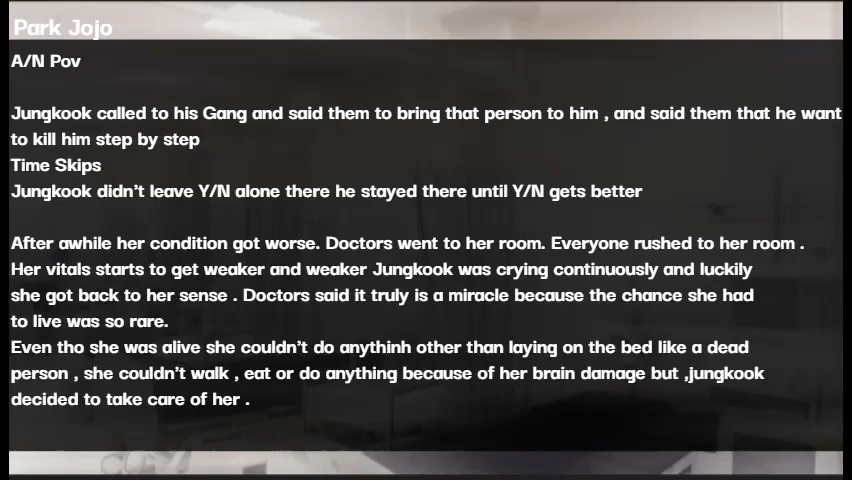 Park Jojo
A/N Pov
Jungkook called to his Gang and said them to bring that person to him , and said them that he want
to kill him step by step
Time Skips
Jungkook didn't leave Y/N alone there he stayed there until Y/N gets better
After awhile her condition got worse. Doctors went to her room. Everyone rushed to her room .
Her vitals starts to get weaker and weaker Jungkook was crying continuously and luckily
she got back to her sense . Doctors said it truly is a miracle because the chance she had
to live was so rare.
Even tho she was alive she couldn't do anythinh other than laying on the bed like a dead
person , she couldn't walk , eat or do anything because of her brain damage but ,jungkook
decided to take care of her .